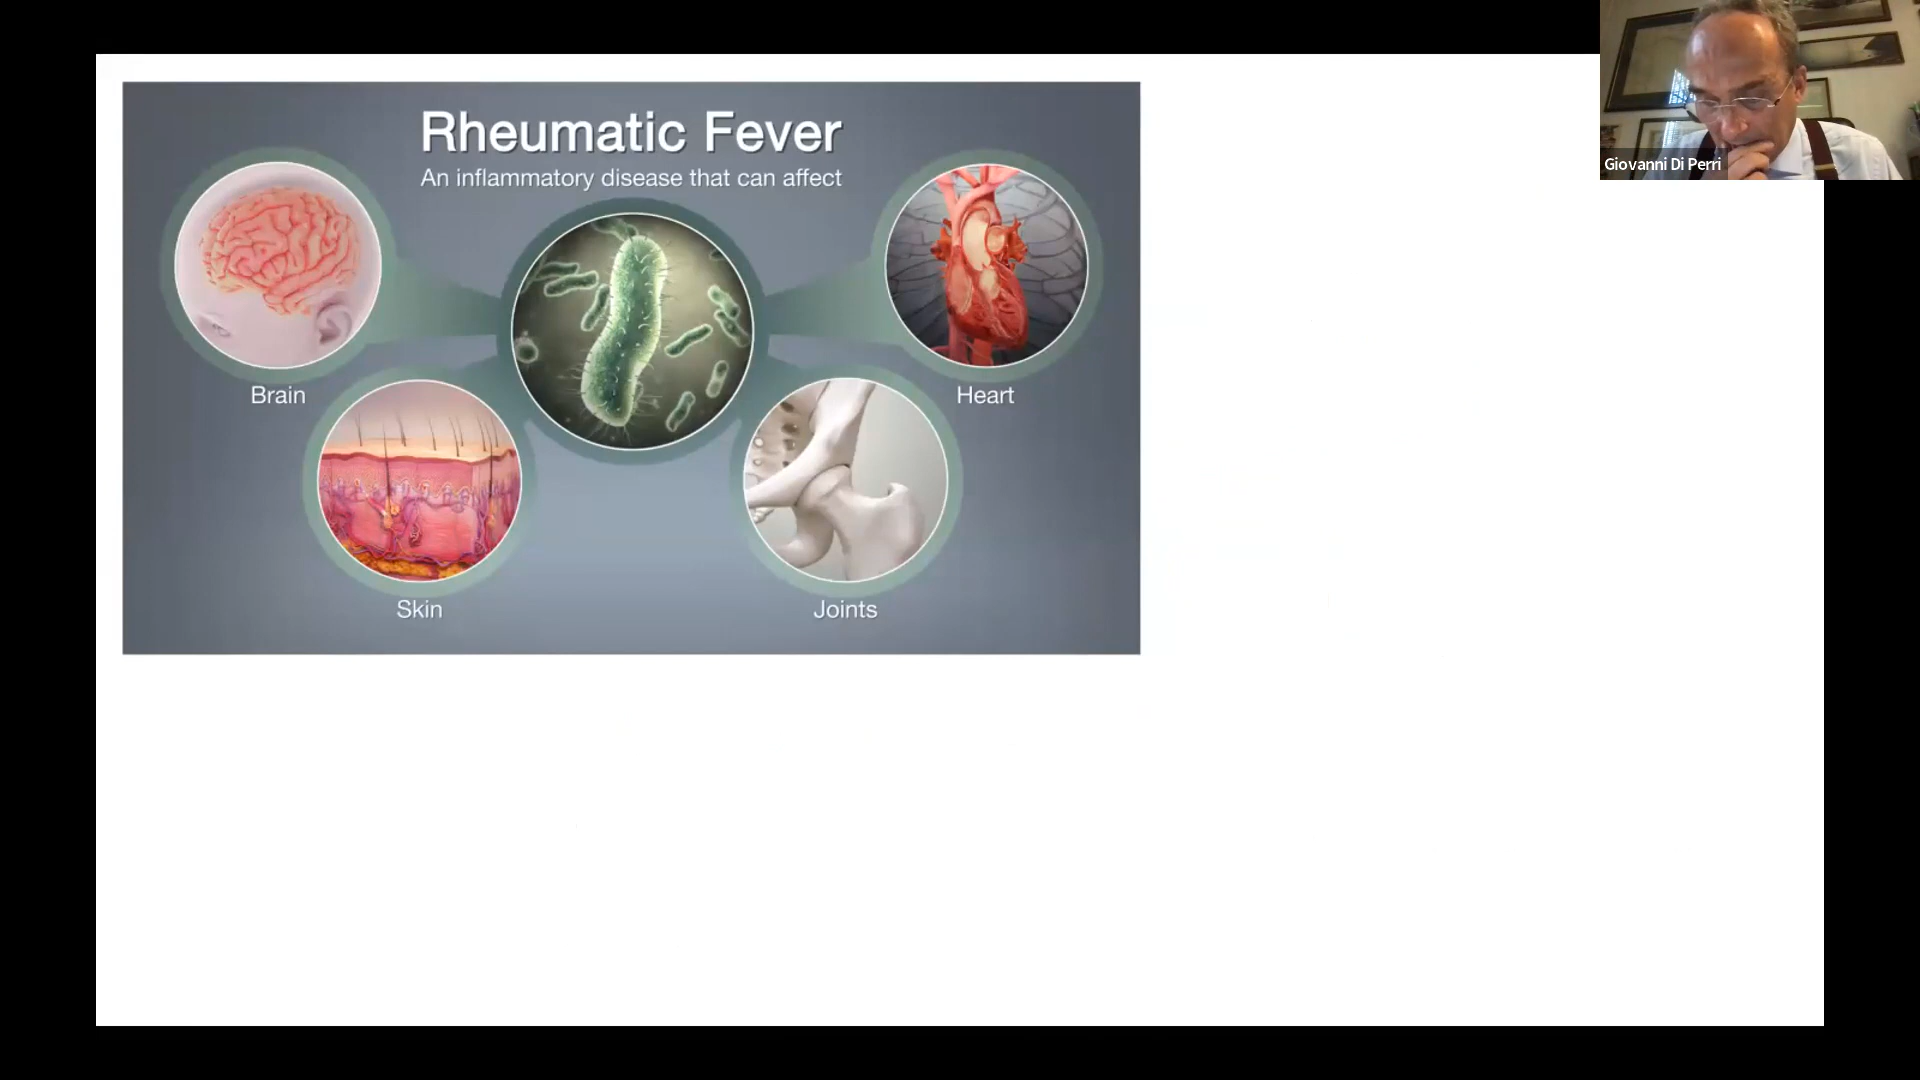 Rheumatic Fever
An inflammatory disease that can affect
Brain
Heart
Skin
Joints
Giovanni Di Perri